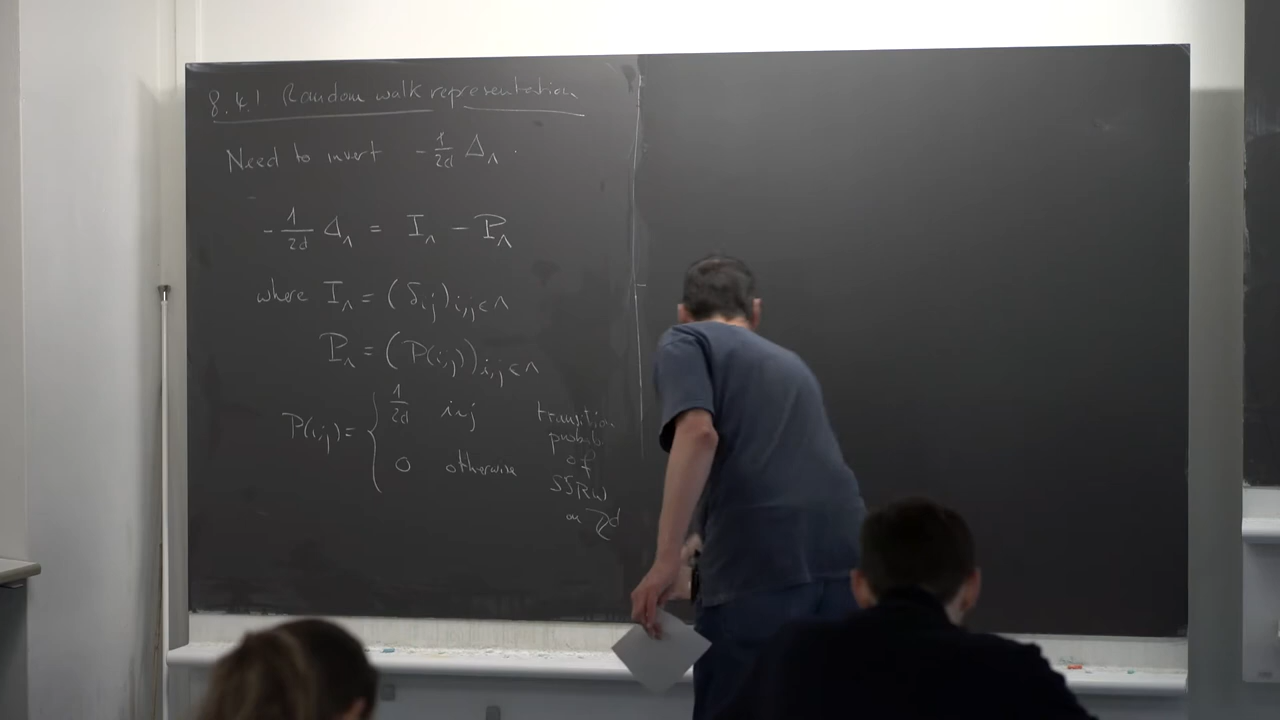 8.4.1 Random walk representation
Need to invert -1/2d Δ_Λ.
-1/2d Δ_Λ = I_Λ - P_Λ
where I_Λ = (δ_ij)_i,j∈Λ
P_Λ = (P(i,j))_i,j∈Λ
P(i,j) = { 1/2d i~j
0 otherwise
transition
probab
of
SSRW
on ℤ^d